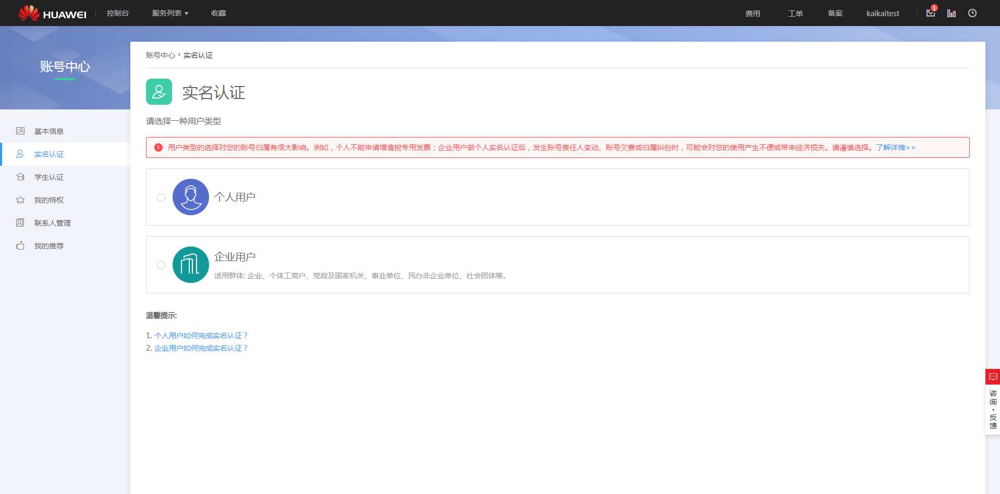 HUAWEI 控制台 服务列表 收藏 费用 工单 备案 kaikaitest 1
账号中心
基本信息
实名认证
学生认证
我的特权
联系人管理
我的推荐
账号中心 > 实名认证
实名认证
请选择一种用户类型
用户类型的选择对您的账号归属有很大影响。例如，个人不能申请增值税专用发票；企业用户做个人实名认证后，发生账号责任人变动、账号欠费或归属纠纷时，可能会对您的使用产生不便或带来经济损失。请谨慎选择。了解详情>>
个人用户
企业用户
适用群体: 企业、个体工商户、党政及国家机关、事业单位、民办非企业单位、社会团体等。
温馨提示:
1. 个人用户如何完成实名认证？
2. 企业用户如何完成实名认证？
咨询·反馈